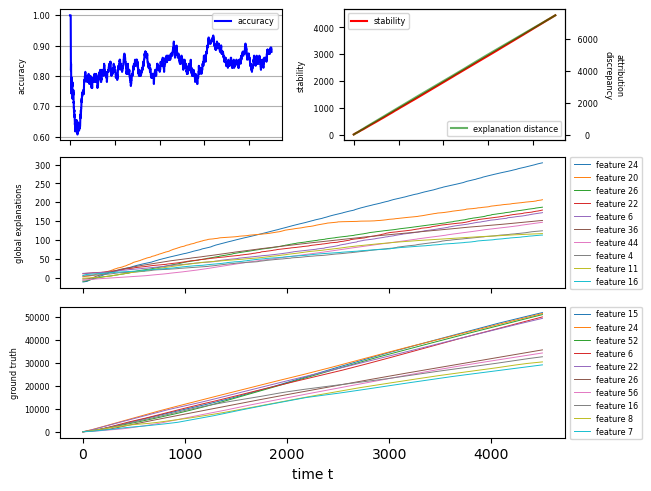 1.00
0.90
0.80
0.70
0.60
accuracy
accuracy
4000
3000
2000
1000
0
stability
stability
explanation distance
6000
4000
2000
0
attribution
discrepancy
300
250
200
150
100
50
0
global explanations
feature 24
feature 20
feature 26
feature 22
feature 6
feature 36
feature 44
feature 4
feature 11
feature 16
50000
40000
30000
20000
10000
0
ground truth
feature 15
feature 24
feature 52
feature 6
feature 22
feature 26
feature 56
feature 16
feature 8
feature 7
0 1000 2000 3000 4000
time t